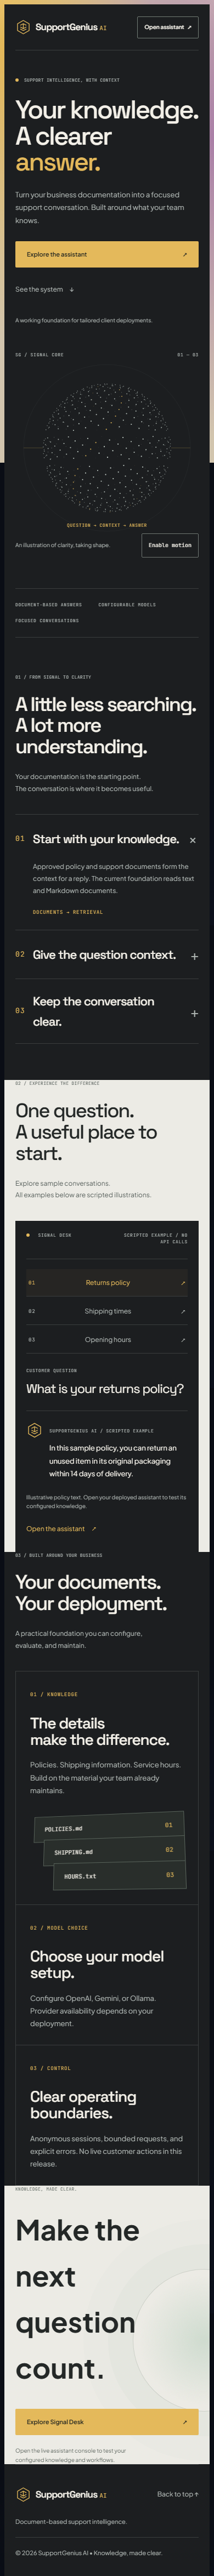 SupportGenius AI
Open assistant ↗
SUPPORT INTELLIGENCE, WITH CONTEXT
Your knowledge.
A clearer
answer.
Turn your business documentation into a focused
support conversation. Built around what your team
knows.
Explore the assistant ↗
See the system ↓
A working foundation for tailored client deployments.
SG / SIGNAL CORE
01 — 03
QUESTION → CONTEXT → ANSWER
An illustration of clarity, taking shape.
Enable motion
DOCUMENT-BASED ANSWERS
CONFIGURABLE MODELS
FOCUSED CONVERSATIONS
01 / FROM SIGNAL TO CLARITY
A little less searching.
A lot more
understanding.
Your documentation is the starting point.
The conversation is where it becomes useful.
01 Start with your knowledge. ×
Approved policy and support documents form the
context for a reply. The current foundation reads text
and Markdown documents.
DOCUMENTS → RETRIEVAL
02 Give the question context. +
03 Keep the conversation
clear. +
02 / EXPERIENCE THE DIFFERENCE
One question.
A useful place to
start.
Explore sample conversations.
All examples below are scripted illustrations.
SIGNAL DESK
SCRIPTED EXAMPLE / NO
API CALLS
01 Returns policy ↗
02 Shipping times ↗
03 Opening hours ↗
CUSTOMER QUESTION
What is your returns policy?
SUPPORTGENIUS AI / SCRIPTED EXAMPLE
In this sample policy, you can return an
unused item in its original packaging
within 14 days of delivery.
Illustrative policy text. Open your deployed assistant to test its
configured knowledge.
Open the assistant ↗
03 / BUILT AROUND YOUR BUSINESS
Your documents.
Your deployment.
A practical foundation you can configure,
evaluate, and maintain.
01 / KNOWLEDGE
The details
make the difference.
Policies. Shipping information. Service hours.
Build on the material your team already
maintains.
POLICIES.md 01
SHIPPING.md 02
HOURS.txt 03
02 / MODEL CHOICE
Choose your model
setup.
Configure OpenAI, Gemini, or Ollama.
Provider availability depends on your
deployment.
03 / CONTROL
Clear operating
boundaries.
Anonymous sessions, bounded requests, and
explicit errors. No live customer actions in this
release.
KNOWLEDGE, MADE CLEAR.
Make the
next
question
count.
Explore Signal Desk ↗
Open the live assistant console to test your
configured knowledge and workflows.
SupportGenius AI
Back to top ↑
Document-based support intelligence.
© 2026 SupportGenius AI • Knowledge, made clear.